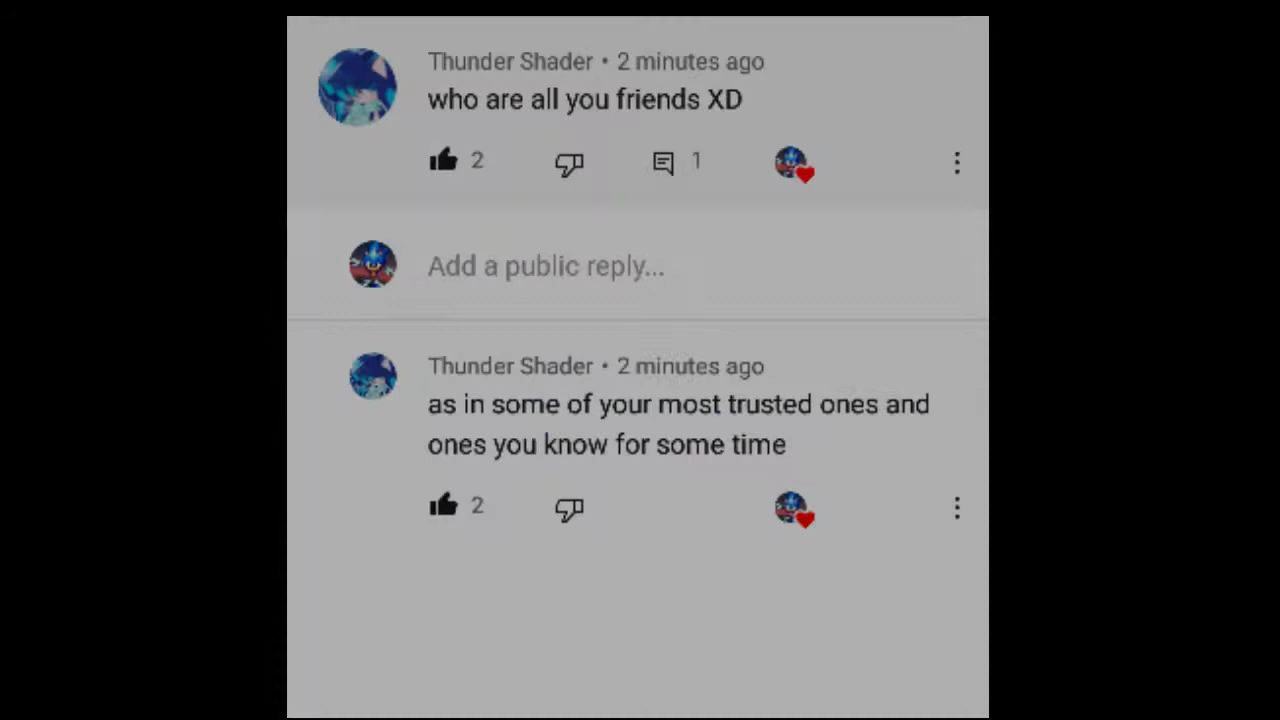 Thunder Shader • 2 minutes ago
who are all you friends XD
2
1
Add a public reply...
Thunder Shader • 2 minutes ago
as in some of your most trusted ones and
ones you know for some time
2